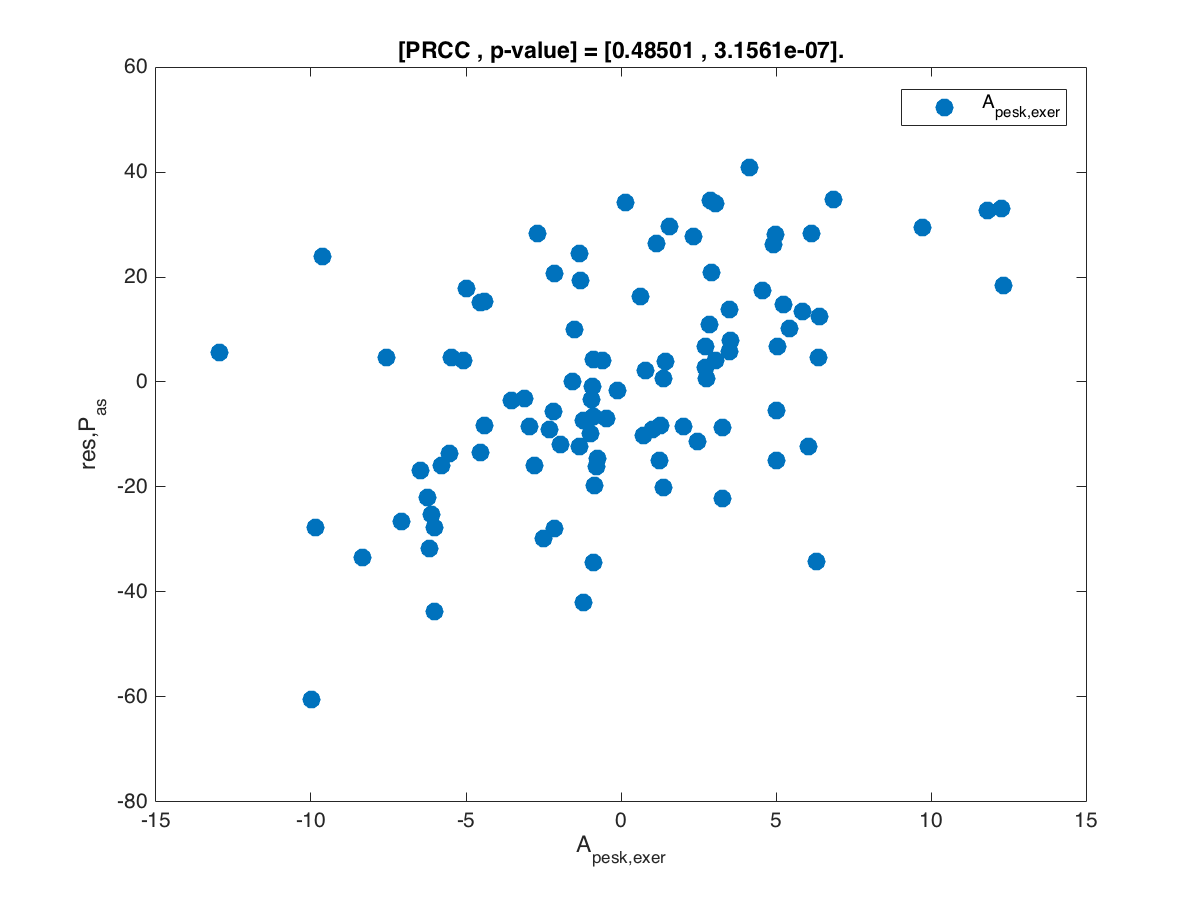 [PRCC , p-value] = [0.48501 , 3.1561e-07].
60
40
20
0
-20
-40
-60
-80
res,P_as
A_pesk,exer
-15 -10 -5 0 5 10 15
A_pesk,exer